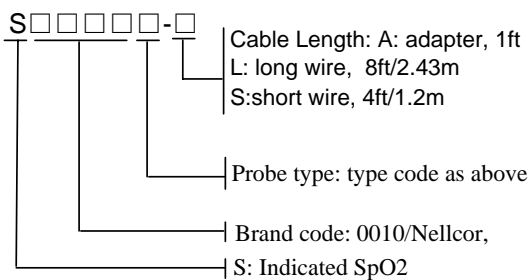 S□□□□□-□
Cable Length: A: adapter, 1ft
L: long wire, 8ft/2.43m
S:short wire, 4ft/1.2m
Probe type: type code as above
Brand code: 0010/Nellcor,
S: Indicated SpO2